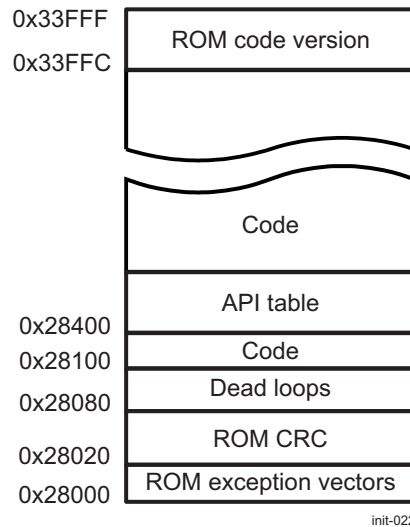 0x33FFF
ROM code version
0x33FFC
Code
API table
0x28400
Code
0x28100
Dead loops
0x28080
ROM CRC
0x28020
ROM exception vectors
0x28000